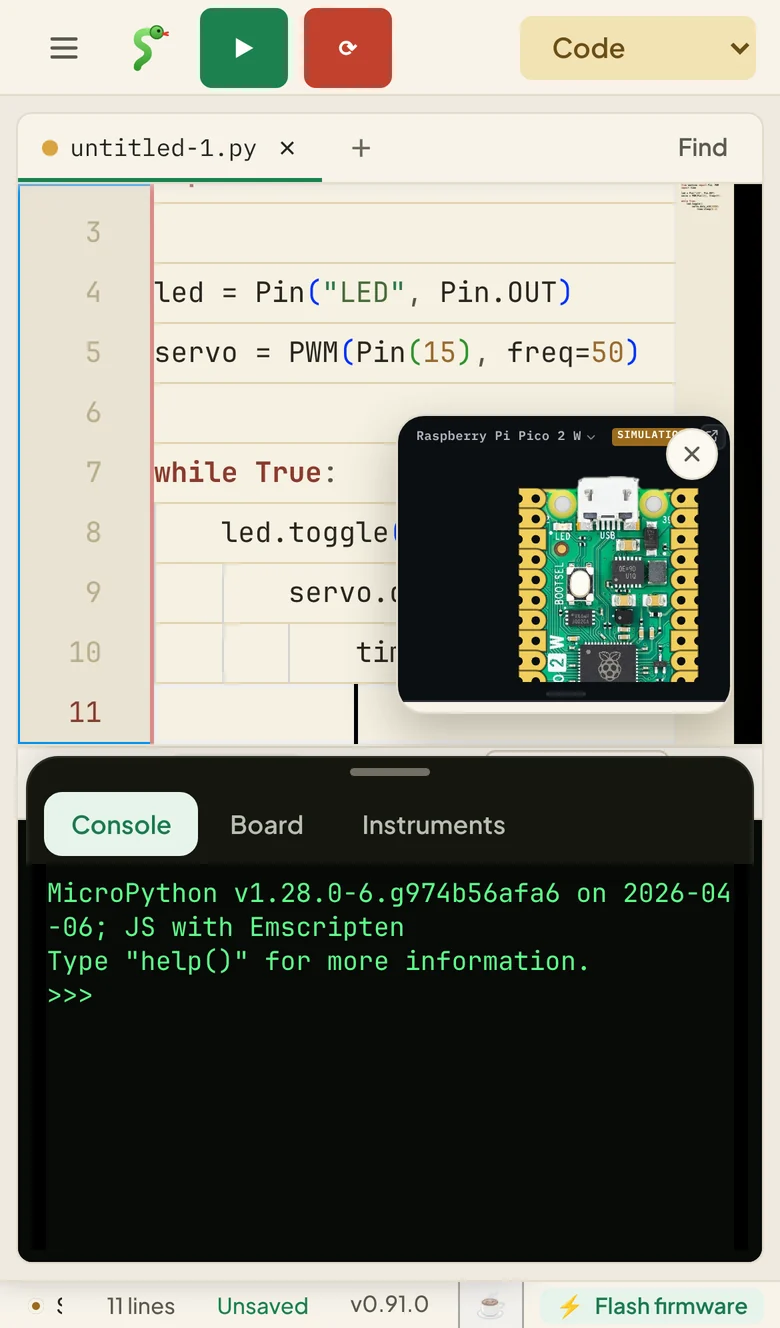 Code
untitled-1.py
Find
3
4 led = Pin("LED", Pin.OUT)
5 servo = PWM(Pin(15), freq=50)
6
7 while True:
8 led.toggle(
9 servo.
10
11
Raspberry Pi Pico 2 W
LED
USB
BOOTSEL
2 W
Console Board Instruments
MicroPython v1.28.0-6.g974b56afa6 on 2026-04
-06; JS with Emscripten
Type "help()" for more information.
>>>
11 lines Unsaved v0.91.0 Flash firmware